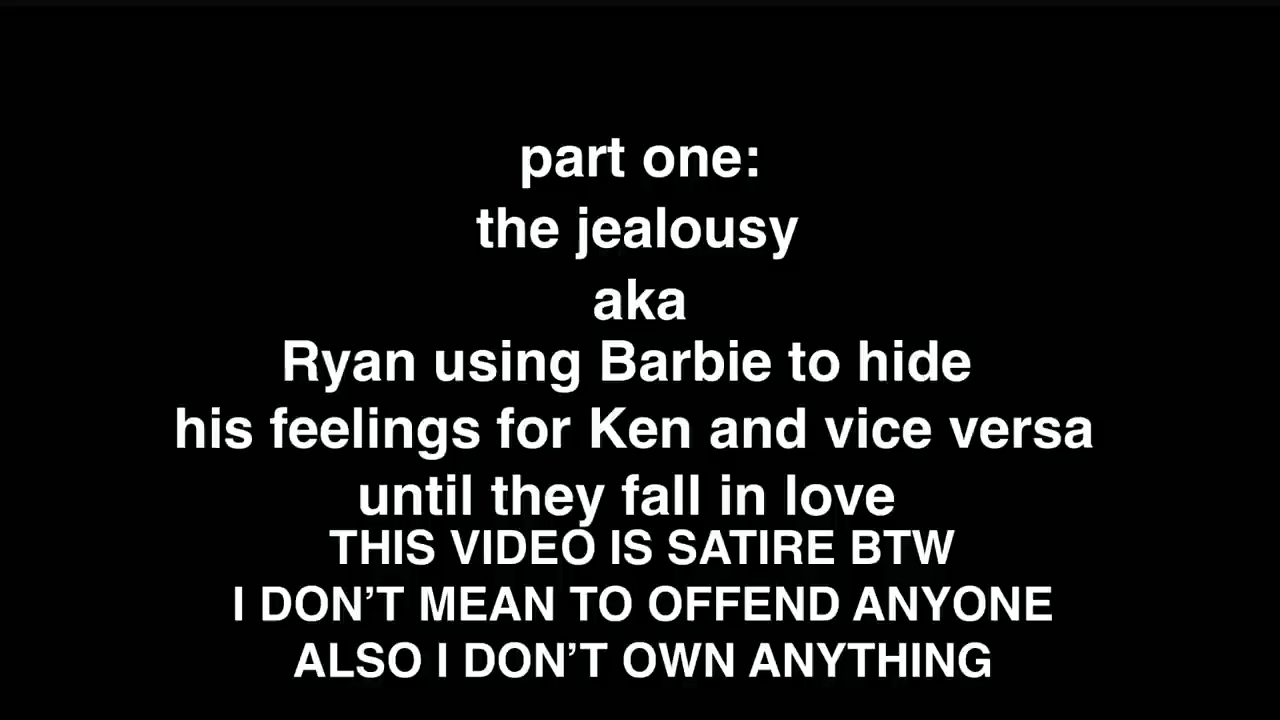 part one:
the jealousy
aka
Ryan using Barbie to hide
his feelings for Ken and vice versa
until they fall in love
THIS VIDEO IS SATIRE BTW
I DON’T MEAN TO OFFEND ANYONE
ALSO I DON’T OWN ANYTHING